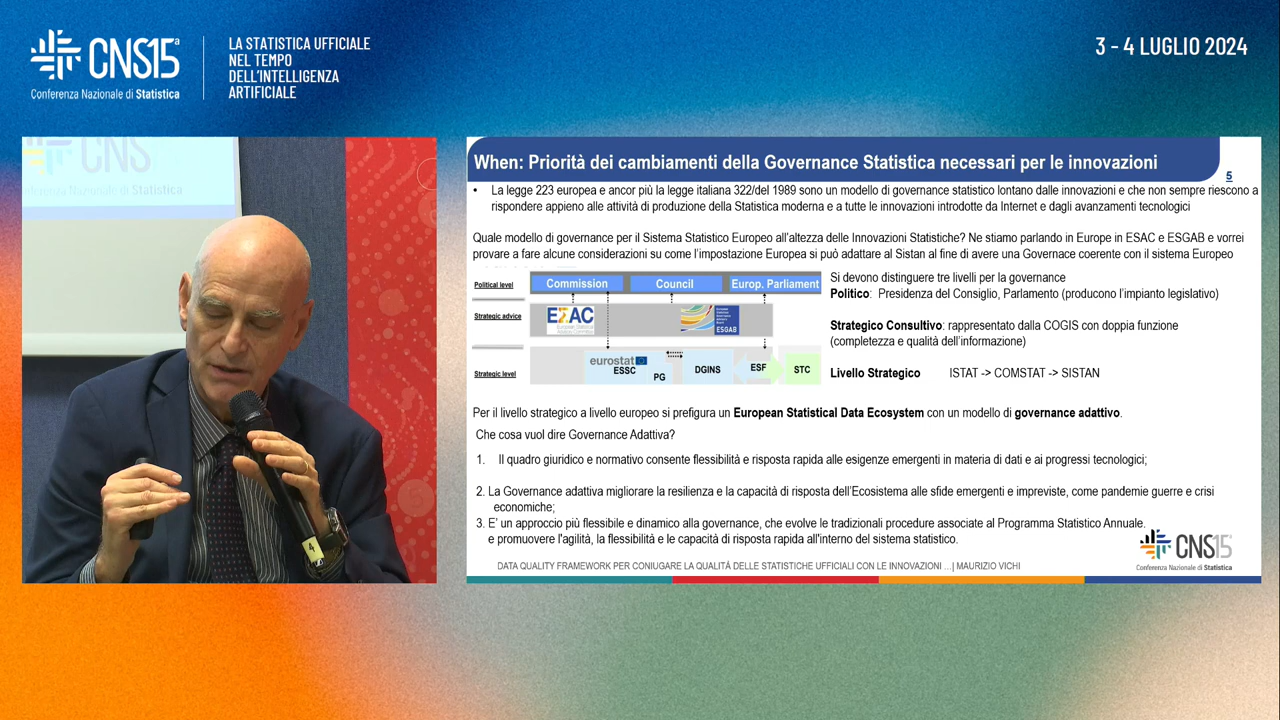 CNS15ª
Conferenza Nazionale di Statistica
LA STATISTICA UFFICIALE
NEL TEMPO
DELL'INTELLIGENZA
ARTIFICIALE
3 - 4 LUGLIO 2024
CNS
nferenza Nazionale di Statistica
4
When: Priorità dei cambiamenti della Governance Statistica necessari per le innovazioni
5
• La legge 223 europea e ancor più la legge italiana 322/del 1989 sono un modello di governance statistico lontano dalle innovazioni e che non sempre riescono a
rispondere appieno alle attività di produzione della Statistica moderna e a tutte le innovazioni introdotte da Internet e dagli avanzamenti tecnologici
Quale modello di governance per il Sistema Statistico Europeo all'altezza delle Innovazioni Statistiche? Ne stiamo parlando in Europe in ESAC e ESGAB e vorrei
provare a fare alcune considerazioni su come l'impostazione Europea si può adattare al Sistan al fine di avere una Governace coerente con il sistema Europeo
Political level
Commission
Council
Europ. Parliament
Strategic advice
ESAC
ESGAB
Strategic level
eurostat
ESSC
PG
DGINS
ESF
STC
Si devono distinguere tre livelli per la governance
Politico: Presidenza del Consiglio, Parlamento (producono l'impianto legislativo)
Strategico Consultivo: rappresentato dalla COGIS con doppia funzione
(completezza e qualità dell'informazione)
Livello Strategico ISTAT -> COMSTAT -> SISTAN
Per il livello strategico a livello europeo si prefigura un European Statistical Data Ecosystem con un modello di governance adattivo.
Che cosa vuol dire Governance Adattiva?
1. Il quadro giuridico e normativo consente flessibilità e risposta rapida alle esigenze emergenti in materia di dati e ai progressi tecnologici;
2. La Governance adattiva migliorare la resilienza e la capacità di risposta dell'Ecosistema alle sfide emergenti e impreviste, come pandemie guerre e crisi
economiche;
3. E' un approccio più flessibile e dinamico alla governance, che evolve le tradizionali procedure associate al Programma Statistico Annuale.
e promuovere l'agilità, la flessibilità e le capacità di risposta rapida all'interno del sistema statistico.
CNS15ª
Conferenza Nazionale di Statistica
DATA QUALITY FRAMEWORK PER CONIUGARE LA QUALITÀ DELLE STATISTICHE UFFICIALI CON LE INNOVAZIONI ...| MAURIZIO VICHI